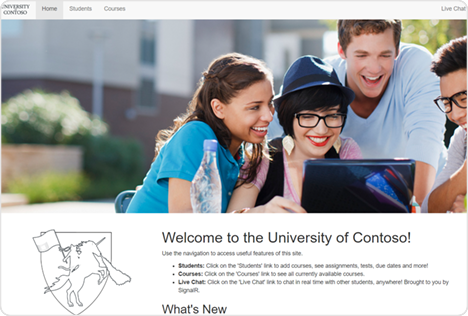 UNIVERSITY
CONTOSO
Home Students Courses Live Chat
Welcome to the University of Contoso!
Use the navigation to access useful features of this site.
Students: Click on the 'Students' link to add courses, see assignments, tests, due dates and more!
Courses: Click on the 'Courses' link to see all currently available courses.
Live Chat: Click on the 'Live Chat' link to chat in real time with other students, anywhere! Brought to you by
SignalR.
What's New